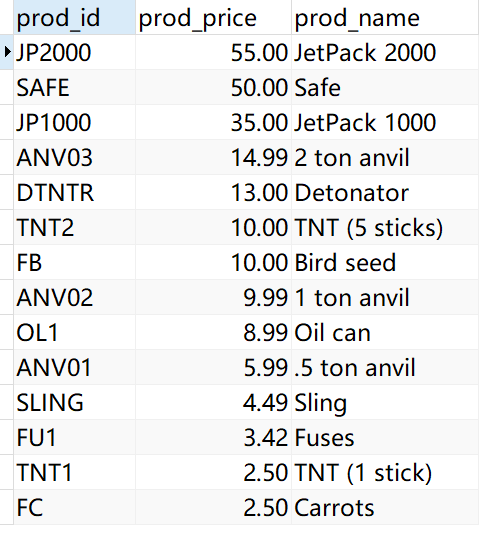 prod_id prod_price prod_name
JP2000 55.00 JetPack 2000
SAFE 50.00 Safe
JP1000 35.00 JetPack 1000
ANV03 14.99 2 ton anvil
DTNTR 13.00 Detonator
TNT2 10.00 TNT (5 sticks)
FB 10.00 Bird seed
ANV02 9.99 1 ton anvil
OL1 8.99 Oil can
ANV01 5.99 .5 ton anvil
SLING 4.49 Sling
FU1 3.42 Fuses
TNT1 2.50 TNT (1 stick)
FC 2.50 Carrots